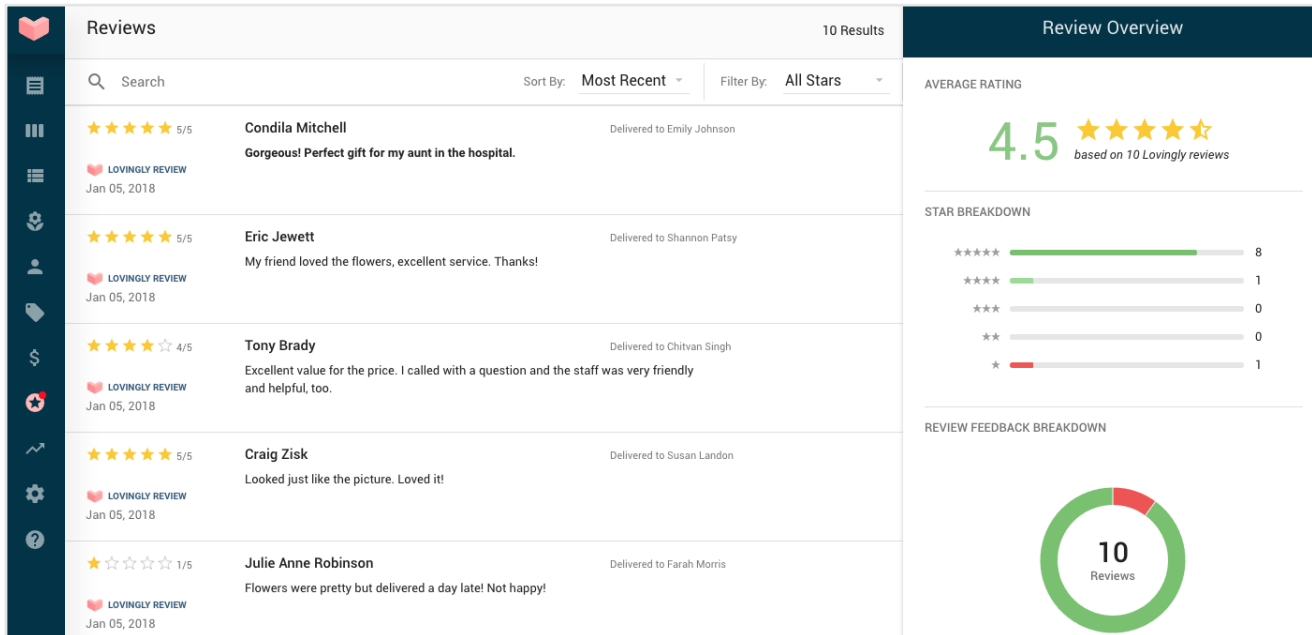 Reviews
10 Results
Search
Sort By: Most Recent
Filter By: All Stars
5/5
Condila Mitchell
Delivered to Emily Johnson
Gorgeous! Perfect gift for my aunt in the hospital.
LOVINGLY REVIEW
Jan 05, 2018
5/5
Eric Jewett
Delivered to Shannon Patsy
My friend loved the flowers, excellent service. Thanks!
LOVINGLY REVIEW
Jan 05, 2018
4/5
Tony Brady
Delivered to Chitvan Singh
Excellent value for the price. I called with a question and the staff was very friendly
and helpful, too.
LOVINGLY REVIEW
Jan 05, 2018
5/5
Craig Zisk
Delivered to Susan Landon
Looked just like the picture. Loved it!
LOVINGLY REVIEW
Jan 05, 2018
1/5
Julie Anne Robinson
Delivered to Farah Morris
Flowers were pretty but delivered a day late! Not happy!
LOVINGLY REVIEW
Jan 05, 2018
Review Overview
AVERAGE RATING
4.5
based on 10 Lovingly reviews
STAR BREAKDOWN
8
1
0
0
1
REVIEW FEEDBACK BREAKDOWN
10
Reviews